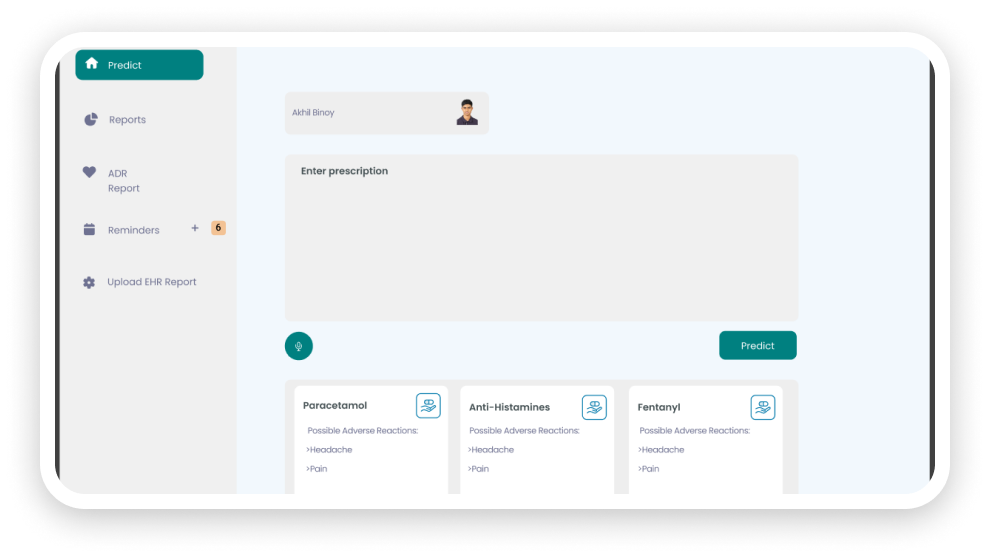 Predict
Reports
ADR
Report
Reminders + 6
Upload EHR Report
Akhil Binoy
Enter prescription
Predict
Paracetamol
Possible Adverse Reactions:
>Headache
>Pain
Anti-Histamines
Possible Adverse Reactions:
>Headache
>Pain
Fentanyl
Possible Adverse Reactions:
>Headache
>Pain